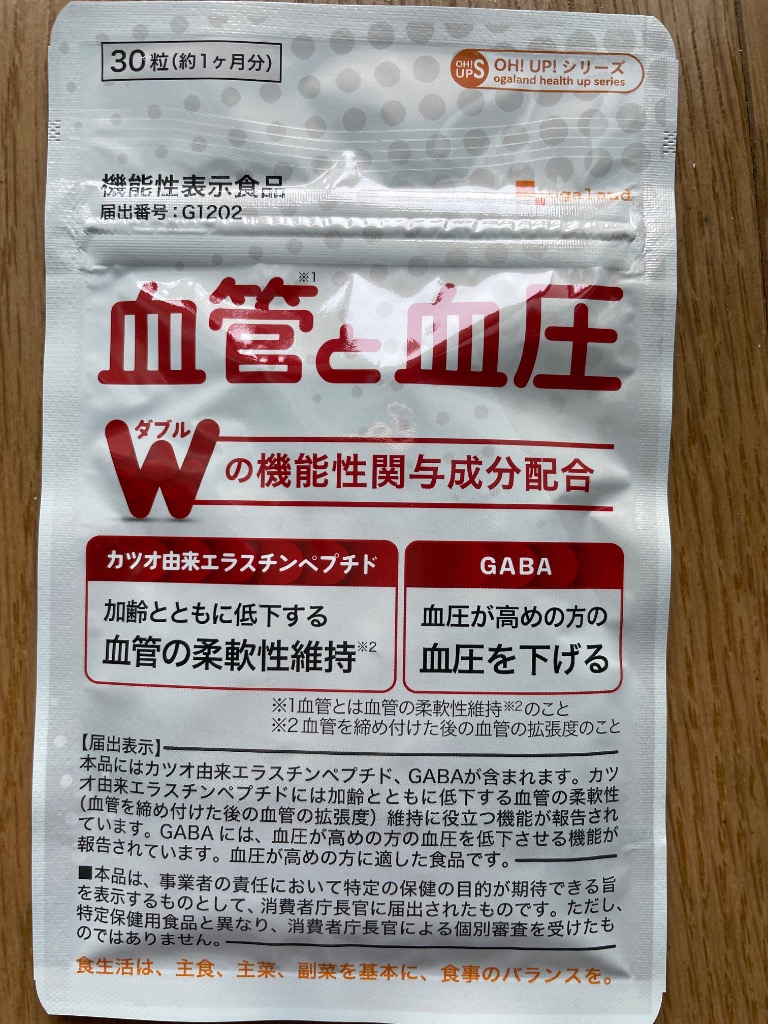 30粒(約1ヶ月分)
OH! UP'S
OH! UP! シリーズ
ogaland health up series
機能性表示食品
届出番号:G1202
ogaland
※1
血管と血圧
ダブル
Wの機能性関与成分配合
カツオ由来エラスチンペプチド
加齢とともに低下する
血管の柔軟性維持※2
GABA
血圧が高めの方の
血圧を下げる
※1血管とは血管の柔軟性維持※2のこと
※2血管を締め付けた後の血管の拡張度のこと
【届出表示】
本品にはカツオ由来エラスチンペプチド、GABAが含まれます。カツ
オ由来エラスチンペプチドには加齢とともに低下する血管の柔軟性
(血管を締め付けた後の血管の拡張度)維持に役立つ機能が報告され
ています。GABAには、血圧が高めの方の血圧を低下させる機能が
報告されています。血圧が高めの方に適した食品です。
■本品は、事業者の責任において特定の保健の目的が期待できる旨
を表示するものとして、消費者庁長官に届出されたものです。ただし、
特定保健用食品と異なり、消費者庁長官による個別審査を受けたも
のではありません。
食生活は、主食、主菜、副菜を基本に、食事のバランスを。